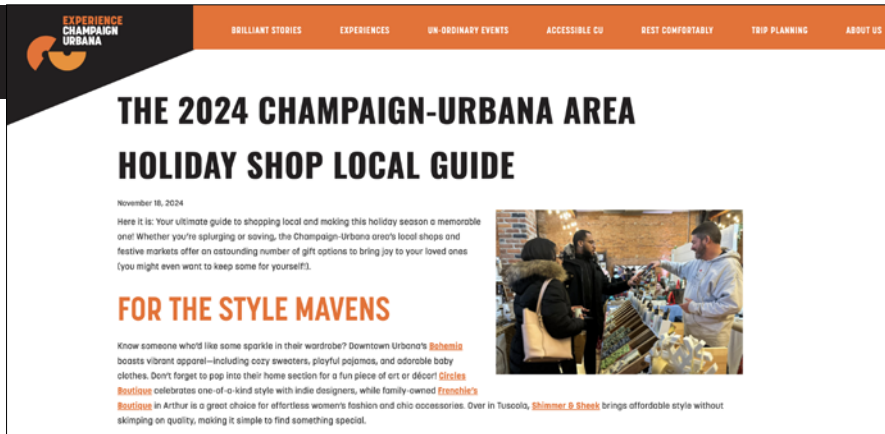 EXPERIENCE
CHAMPAIGN
URBANA
BRILLIANT STORIES EXPERIENCES UN-ORDINARY EVENTS ACCESSIBLE CU REST COMFORTABLY TRIP PLANNING ABOUT US
THE 2024 CHAMPAIGN-URBANA AREA
HOLIDAY SHOP LOCAL GUIDE
November 18, 2024
Here it is: Your ultimate guide to shopping local and making this holiday season a memorable
one! Whether you're splurging or saving, the Champaign-Urbana area's local shops and
festive markets offer an astounding number of gift options to bring joy to your loved ones
(you might even want to keep some for yourself!).
FOR THE STYLE MAVENS
Know someone who'd like some sparkle in their wardrobe? Downtown Urbana's Bohemia
boasts vibrant apparel—including cozy sweaters, playful pajamas, and adorable baby
clothes. Don't forget to pop into their home section for a fun piece of art or décor! Circles
Boutique celebrates one-of-a-kind style with indie designers, while family-owned Frenchie's
Boutique in Arthur is a great choice for effortless women's fashion and chic accessories. Over in Tuscola, Shimmer & Sheek brings affordable style without
skimping on quality, making it simple to find something special.